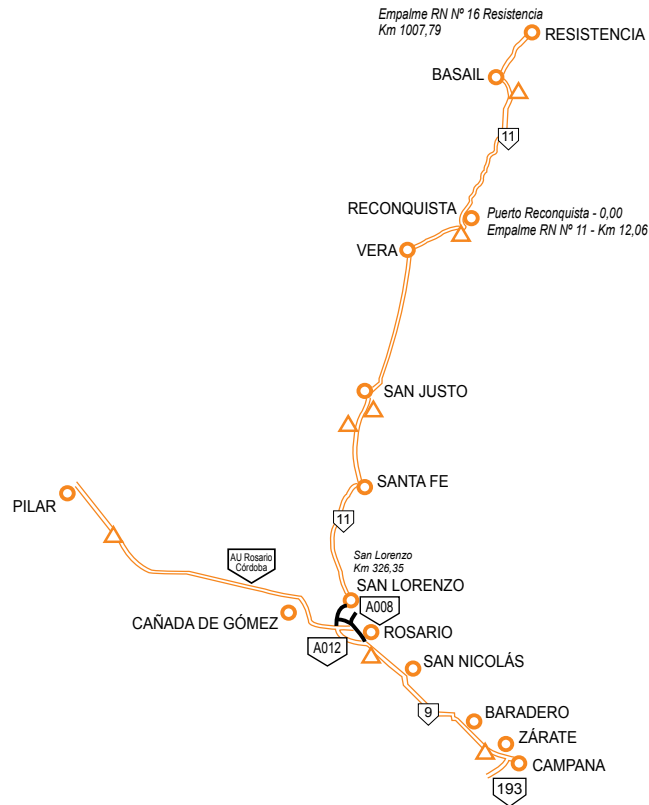 Empalme RN Nº 16 Resistencia
Km 1007,79
RESISTENCIA
BASAIL
11
RECONQUISTA
Puerto Reconquista - 0,00
Empalme RN Nº 11 - Km 12,06
VERA
SAN JUSTO
SANTA FE
PILAR
11
AU Rosario
Córdoba
San Lorenzo
Km 326,35
SAN LORENZO
A008
CAÑADA DE GÓMEZ
ROSARIO
A012
SAN NICOLÁS
9
BARADERO
ZÁRATE
CAMPANA
193